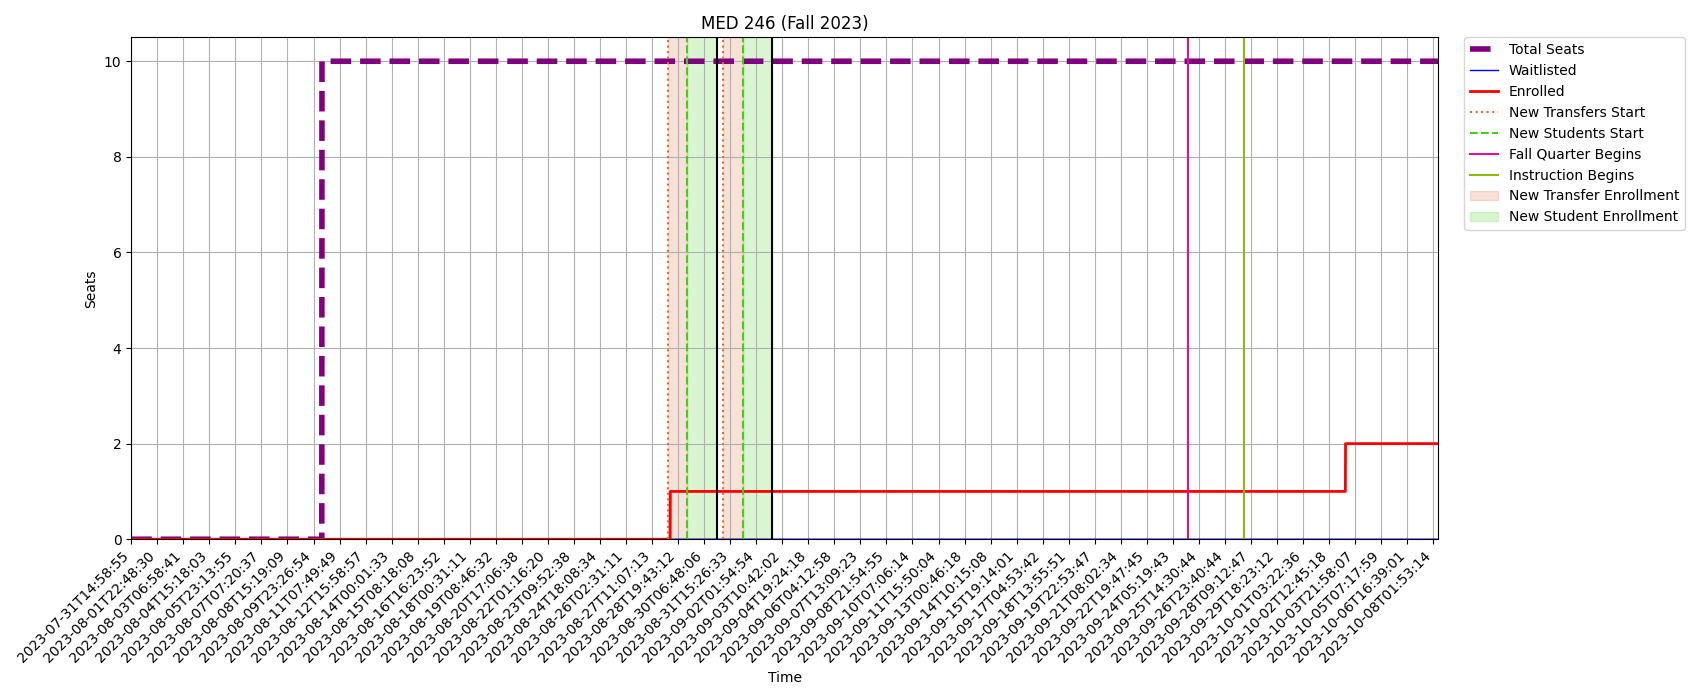 MED 246 (Fall 2023)
10
8
6
4
2
0
Seats
2023-07-31T14:58:55
2023-08-01T22:48:30
2023-08-03T06:58:41
2023-08-04T15:18:03
2023-08-05T23:13:55
2023-08-07T07:20:37
2023-08-08T15:19:09
2023-08-09T23:26:54
2023-08-11T07:49:49
2023-08-12T15:58:57
2023-08-14T00:01:33
2023-08-15T08:18:08
2023-08-16T16:23:52
2023-08-18T00:31:11
2023-08-19T08:46:32
2023-08-20T17:06:38
2023-08-22T01:16:20
2023-08-23T09:52:38
2023-08-24T18:08:34
2023-08-26T02:31:11
2023-08-27T11:07:13
2023-08-28T19:43:12
2023-08-30T06:48:06
2023-08-31T15:26:33
2023-09-02T01:54:54
2023-09-03T10:42:02
2023-09-04T19:24:18
2023-09-06T04:12:58
2023-09-07T13:09:23
2023-09-08T21:54:55
2023-09-10T07:06:14
2023-09-11T15:50:04
2023-09-13T00:46:18
2023-09-14T10:15:08
2023-09-15T19:14:01
2023-09-17T04:53:42
2023-09-18T13:55:51
2023-09-19T22:53:47
2023-09-21T08:02:34
2023-09-22T19:47:45
2023-09-24T05:19:43
2023-09-25T14:30:44
2023-09-26T23:40:44
2023-09-28T09:12:47
2023-09-29T18:23:12
2023-10-01T03:22:36
2023-10-02T12:45:18
2023-10-03T21:58:07
2023-10-05T07:17:59
2023-10-06T16:39:01
2023-10-08T01:53:14
Time
Total Seats
Waitlisted
Enrolled
New Transfers Start
New Students Start
Fall Quarter Begins
Instruction Begins
New Transfer Enrollment
New Student Enrollment